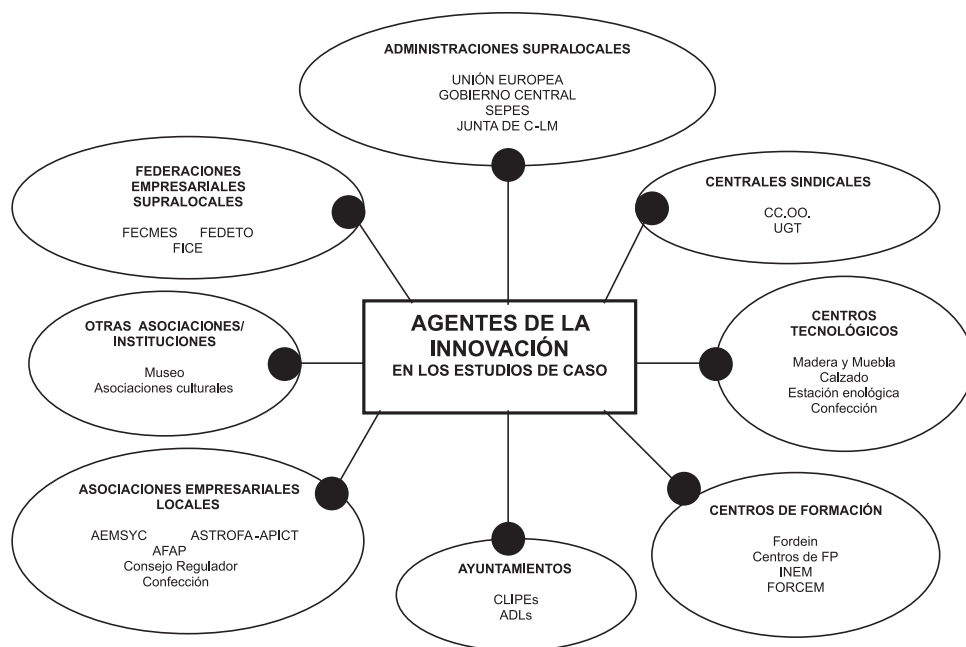 ADMINISTRACIONES SUPRALOCALES
UNIÓN EUROPEA
GOBIERNO CENTRAL
SEPES
JUNTA DE C-LM
FEDERACIONES
EMPRESARIALES
SUPRALOCALES
FECMES FEDETO
FICE
CENTRALES SINDICALES
CC.OO.
UGT
AGENTES DE LA
INNOVACIÓN
EN LOS ESTUDIOS DE CASO
OTRAS ASOCIACIONES/
INSTITUCIONES
Museo
Asociaciones culturales
CENTROS
TECNOLÓGICOS
Madera y Muebla
Calzado
Estación enológica
Confección
ASOCIACIONES EMPRESARIALES
LOCALES
AEMSYC ASTROFA-APICT
AFAP
Consejo Regulador
Confección
AYUNTAMIENTOS
CLIPEs
ADLs
CENTROS DE FORMACIÓN
Fordein
Centros de FP
INEM
FORCEM